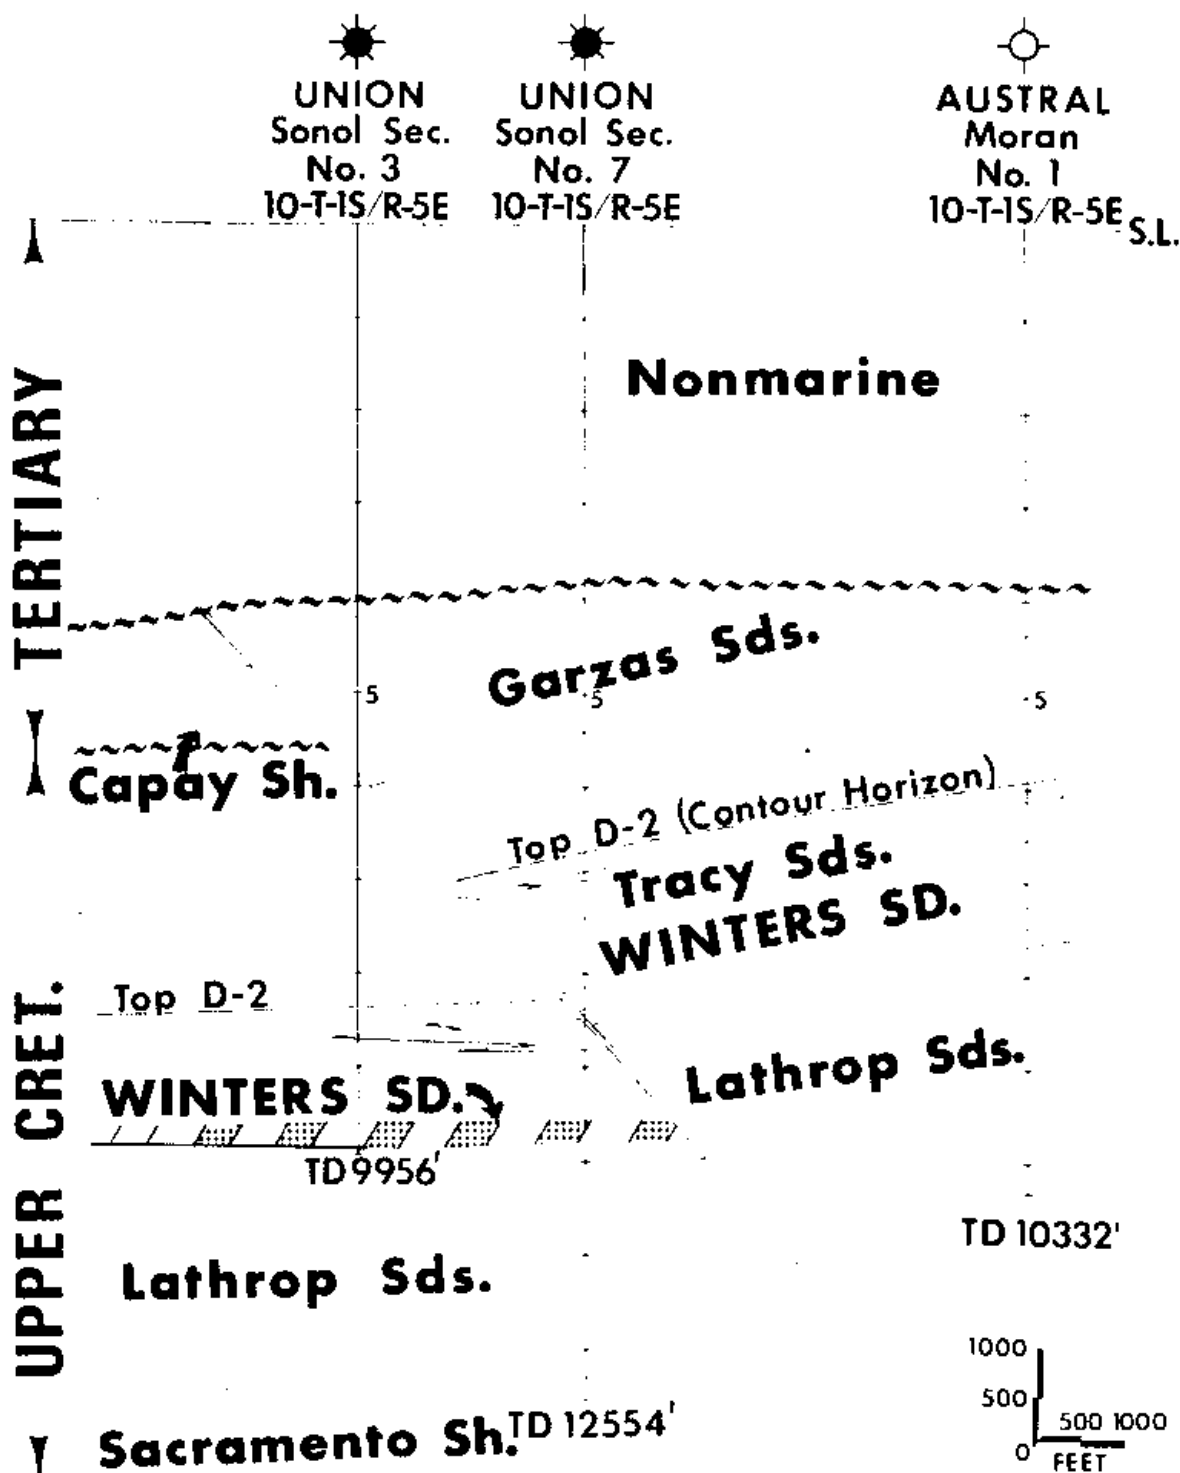 UNION
Sonol Sec.
No. 3
10-T-1S/R-5E
UNION
Sonol Sec.
No. 7
10-T-1S/R-5E
AUSTRAL
Moran
No. 1
10-T-1S/R-5E
S.L.
TERTIARY
Nonmarine
Garzas Sds.
5
5
5
Capay Sh.
Top D-2 (Contour Horizon)
Tracy Sds.
WINTERS SD.
UPPER CRET.
Top D-2
Lathrop Sds.
WINTERS SD.
TD 9956'
TD 10332'
Lathrop Sds.
1000
500
0
500 1000
FEET
TD 12554'
Sacramento Sh.